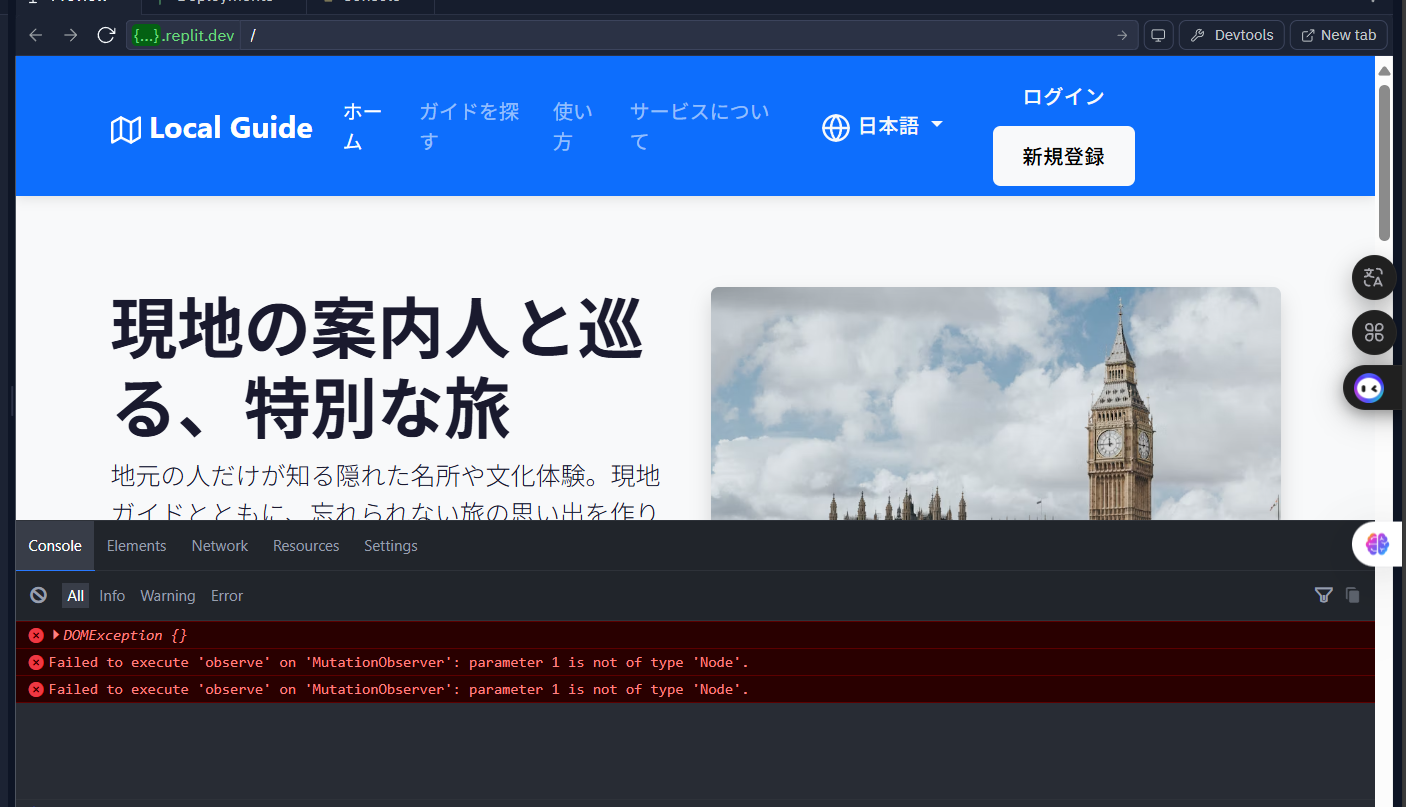 Preview
Deployments
Console
{...}.replit.dev /
Devtools
New tab
Local Guide
ホー
ム
ガイドを探
す
使い
方
サービスについ
て
日本語
ログイン
新規登録
現地の案内人と巡
る、特別な旅
地元の人だけが知る隠れた名所や文化体験。現地
ガイドとともに、忘れられない旅の思い出を作り
Console Elements Network Resources Settings
All Info Warning Error
DOMException {}
Failed to execute 'observe' on 'MutationObserver': parameter 1 is not of type 'Node'.
Failed to execute 'observe' on 'MutationObserver': parameter 1 is not of type 'Node'.